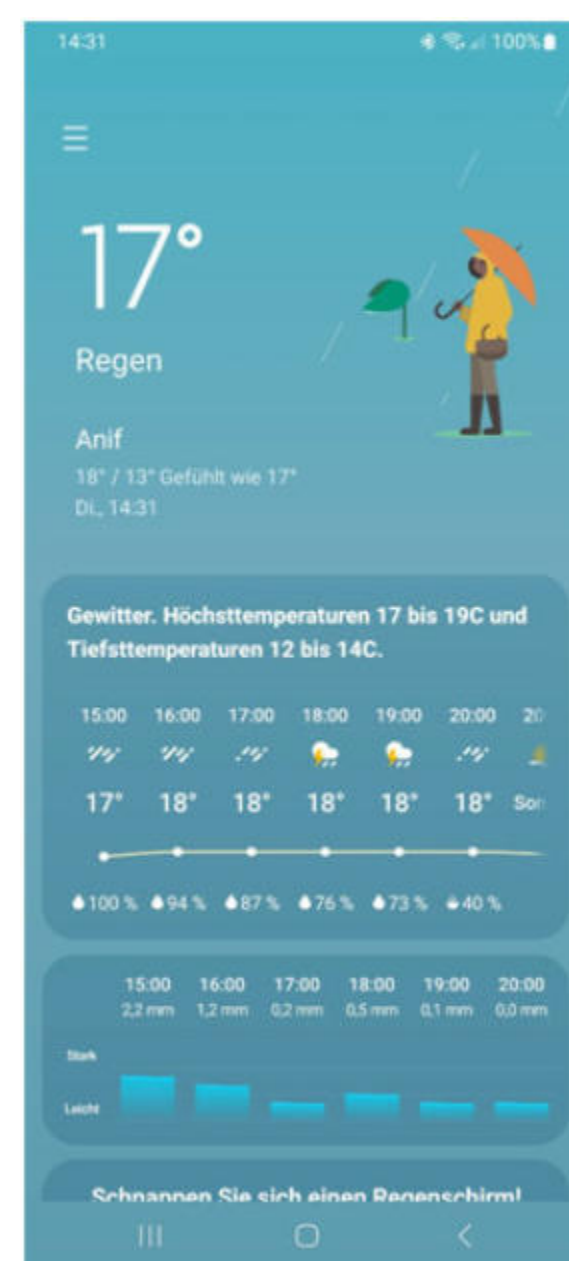 14:31
100%
17°
Regen
Anif
18° / 13° Gefühlt wie 17°
Di., 14:31
Gewitter. Höchsttemperaturen 17 bis 19C und
Tiefsttemperaturen 12 bis 14C.
15:00 16:00 17:00 18:00 19:00 20:00 20
17° 18° 18° 18° 18° 18° Son
100 % 94 % 87 % 76 % 73 % 40 %
15:00 16:00 17:00 18:00 19:00 20:00
2,2 mm 1,2 mm 0,2 mm 0,5 mm 0,1 mm 0,0 mm
Stark
Leicht
Schnappen Sie sich einen Regenschirm!